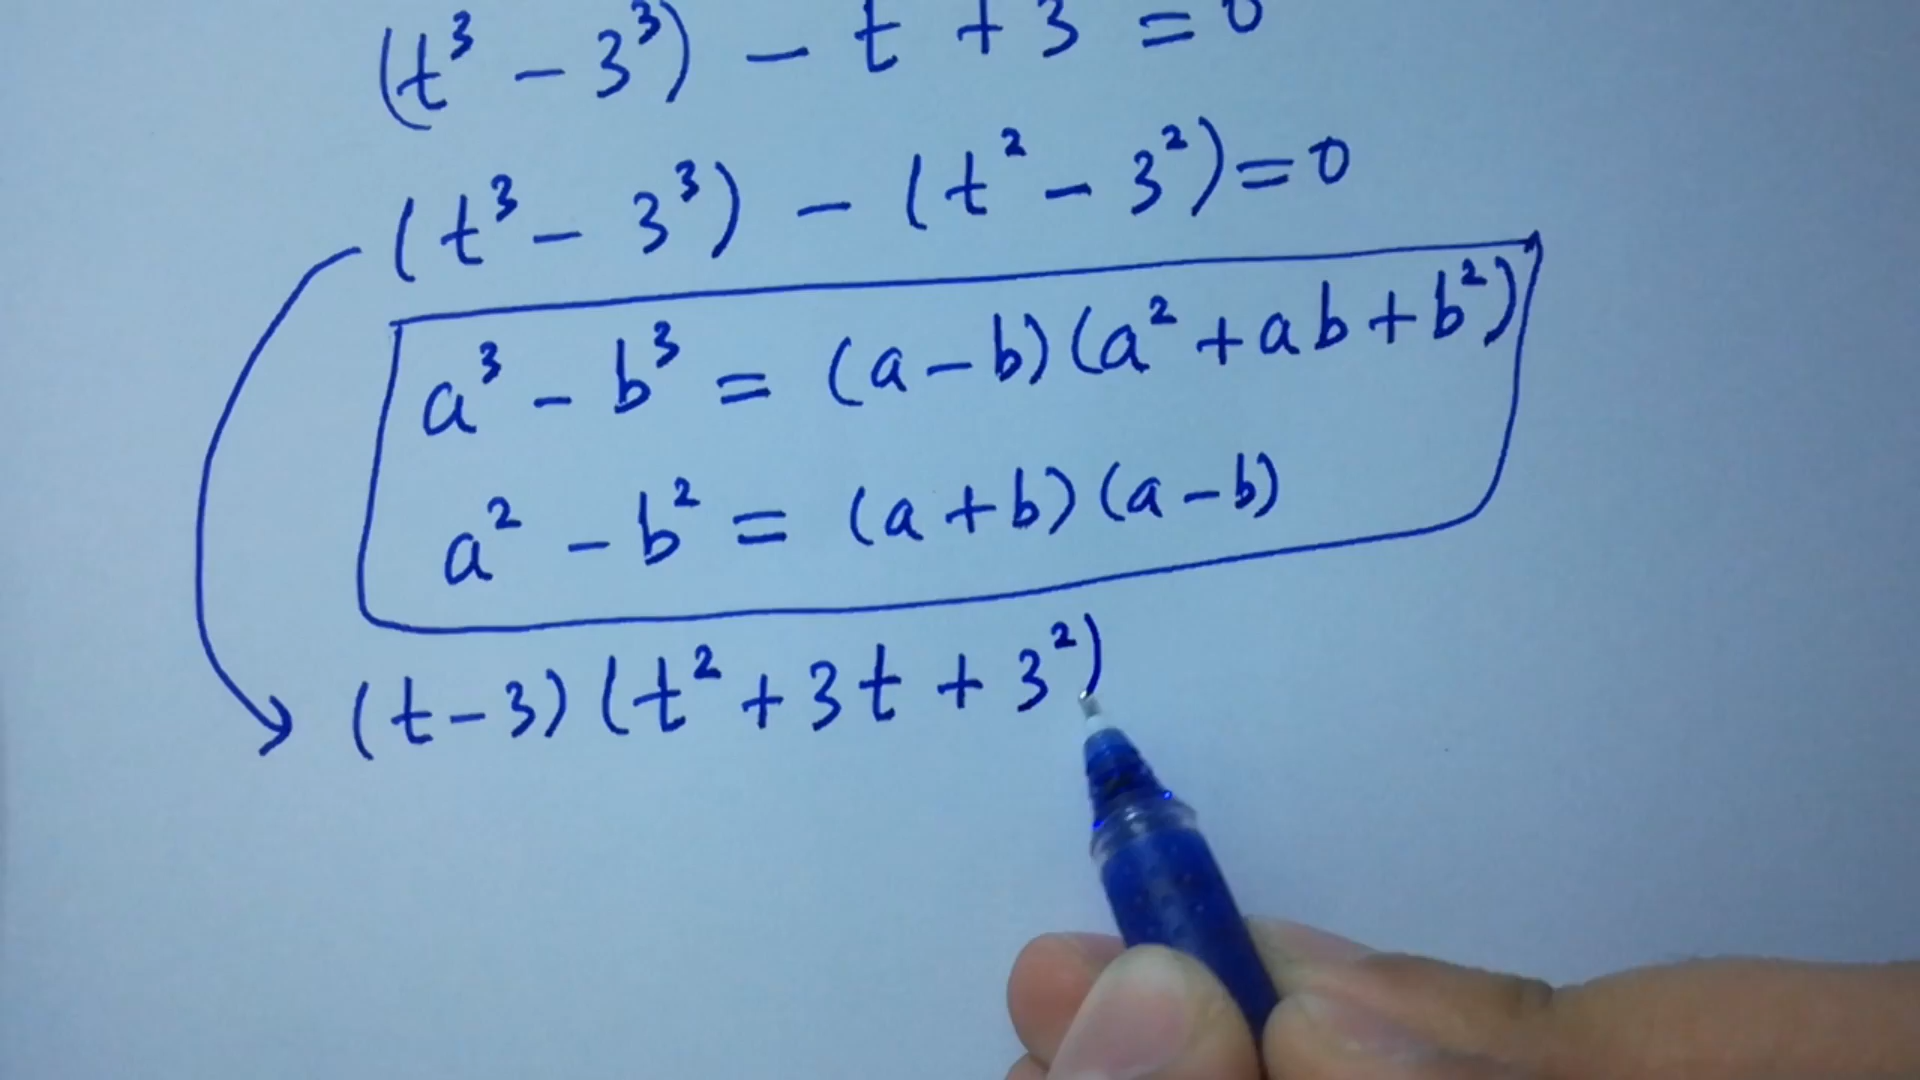 (t³ - 3³) - t + 3 = 0
(t³ - 3³) - (t² - 3²) = 0
a³ - b³ = (a - b)(a² + ab + b²)
a² - b² = (a + b)(a - b)
(t - 3)(t² + 3t + 3²)